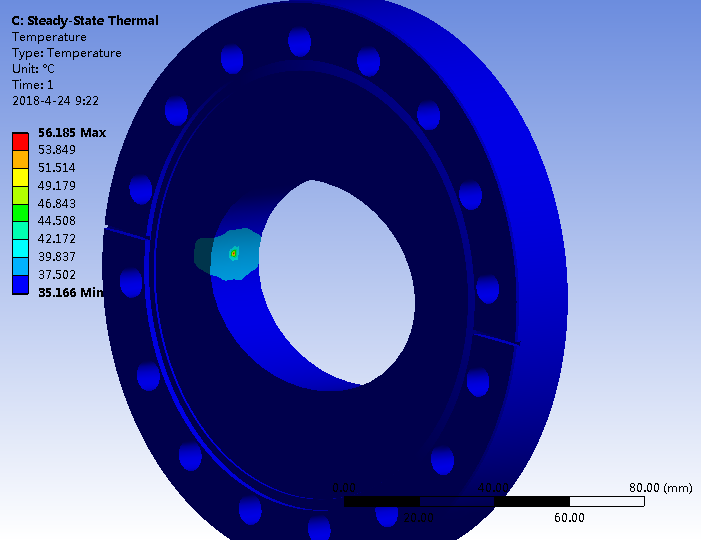 C: Steady-State Thermal
Temperature
Type: Temperature
Unit: °C
Time: 1
2018-4-24 9:22
56.185 Max
53.849
51.514
49.179
46.843
44.508
42.172
39.837
37.502
35.166 Min
0.00 40.00 80.00 (mm)
20.00 60.00